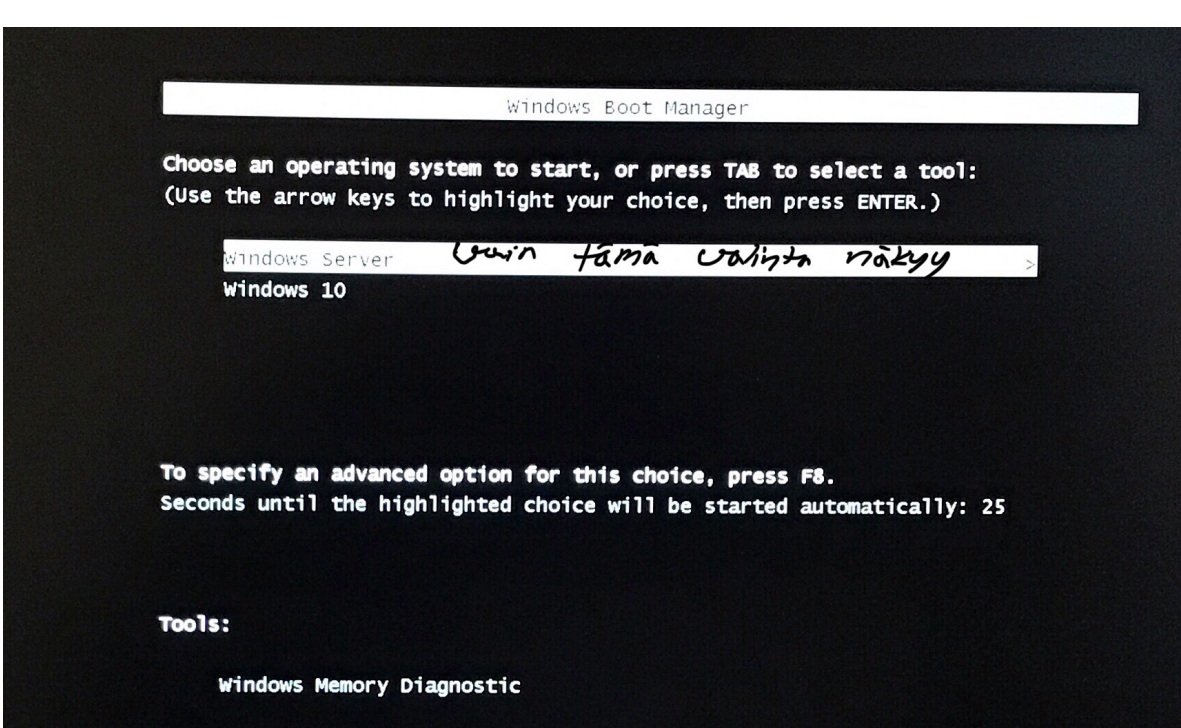 Windows Boot Manager
Choose an operating system to start, or press TAB to select a tool:
(Use the arrow keys to highlight your choice, then press ENTER.)
Windows Server vain tämä valinta näkyy >
Windows 10
To specify an advanced option for this choice, press F8.
Seconds until the highlighted choice will be started automatically: 25
Tools:
Windows Memory Diagnostic